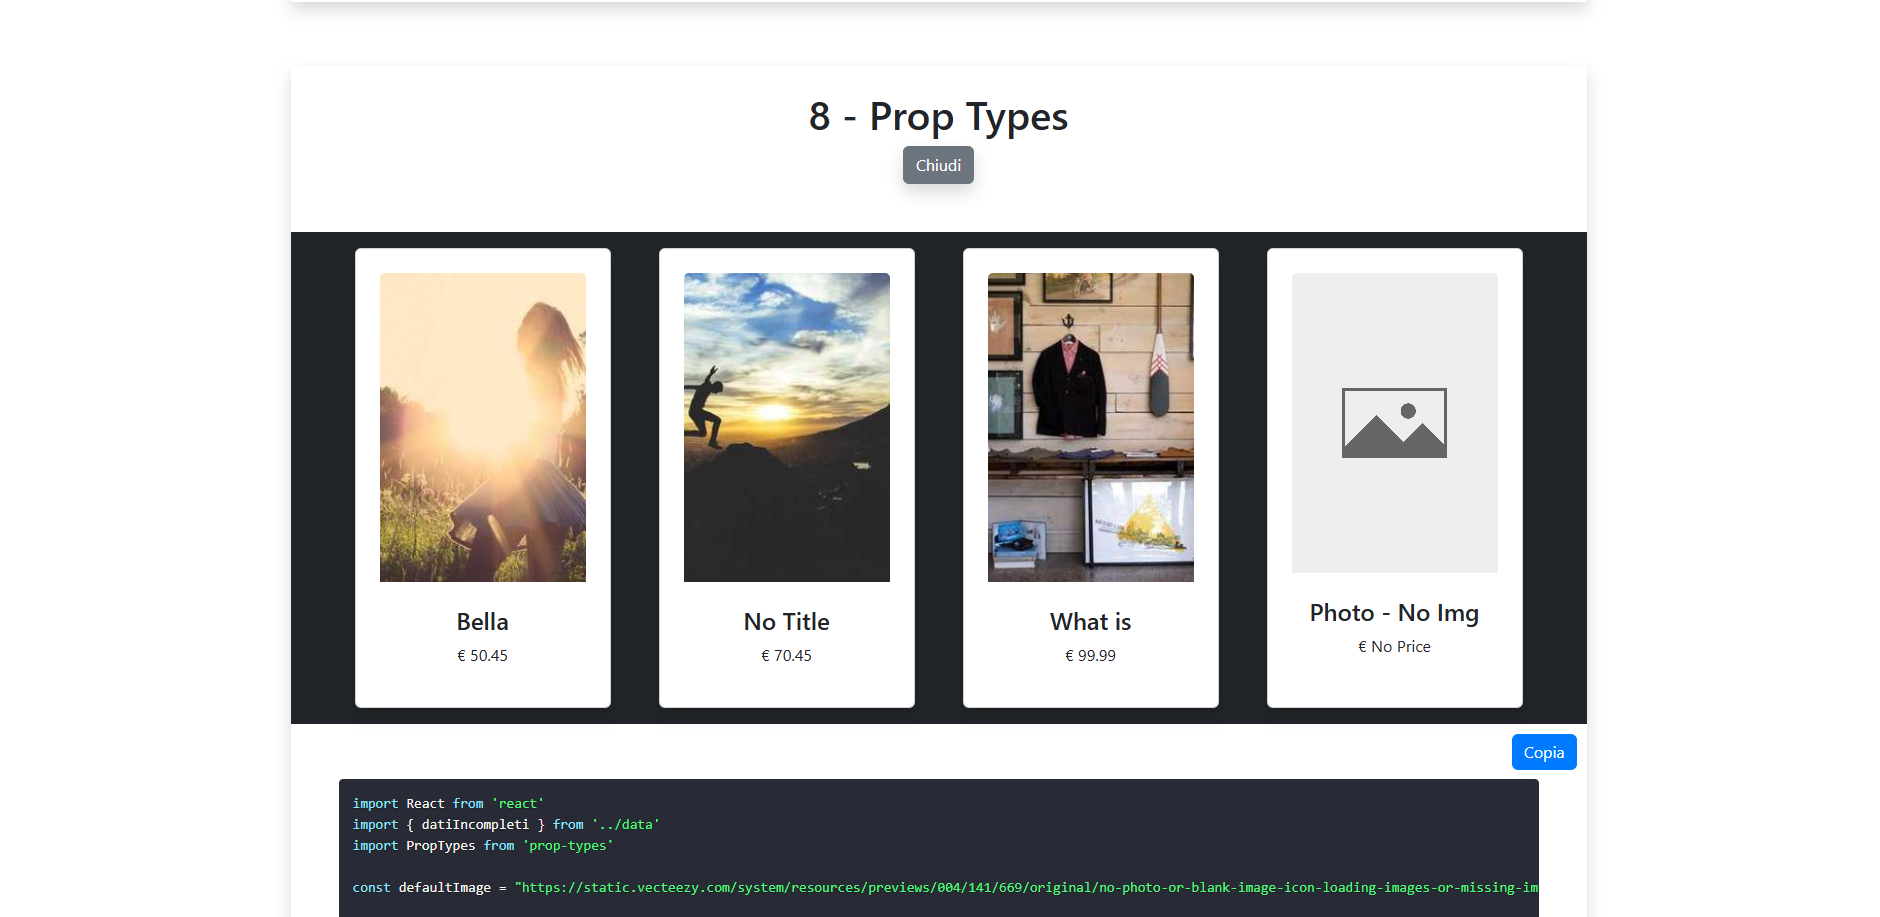 8 - Prop Types
Chiudi
Bella
€ 50.45
No Title
€ 70.45
What is
€ 99.99
Photo - No Img
€ No Price
Copia
import React from 'react'
import { datiIncompleti } from '../data'
import PropTypes from 'prop-types'
const defaultImage = "https://static.vecteezy.com/system/resources/previews/004/141/669/original/no-photo-or-blank-image-icon-loading-images-or-missing-im